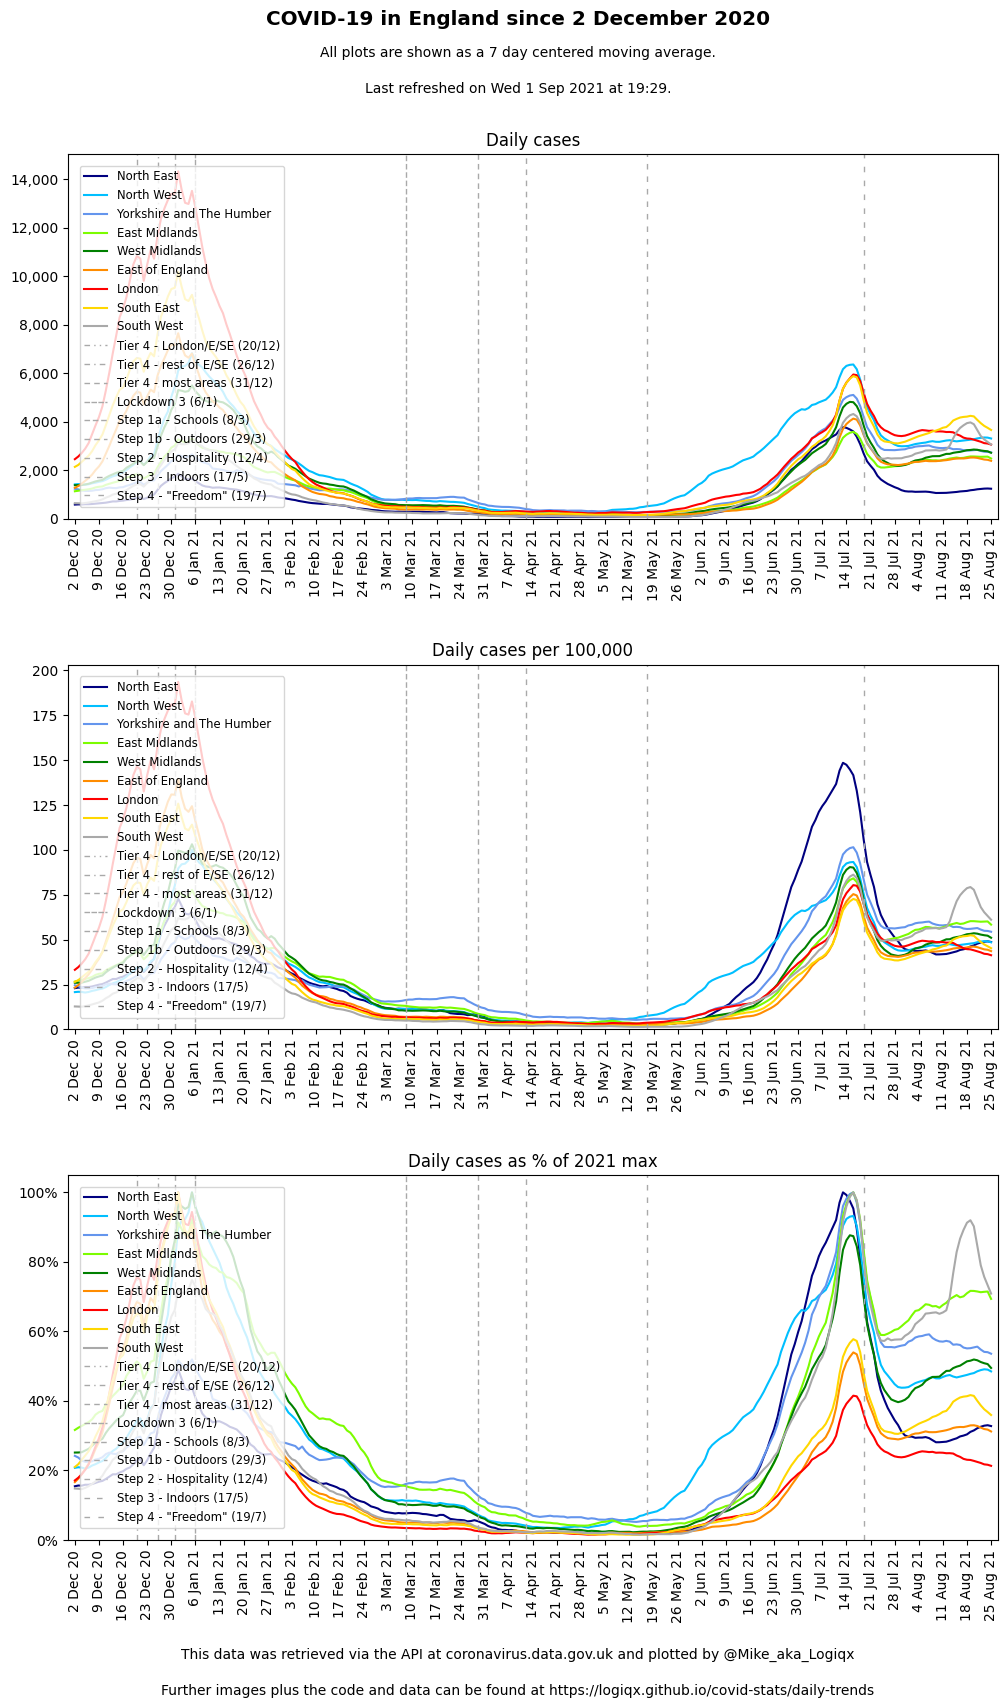 COVID-19 in England since 2 December 2020
All plots are shown as a 7 day centered moving average.
Last refreshed on Wed 1 Sep 2021 at 19:29.
Daily cases
14,000
12,000
10,000
8,000
6,000
4,000
2,000
0
North East
North West
Yorkshire and The Humber
East Midlands
West Midlands
East of England
London
South East
South West
Tier 4 - London/E/SE (20/12)
Tier 4 - rest of E/SE (26/12)
Tier 4 - most areas (31/12)
Lockdown 3 (6/1)
Step 1a - Schools (8/3)
Step 1b - Outdoors (29/3)
Step 2 - Hospitality (12/4)
Step 3 - Indoors (17/5)
Step 4 - "Freedom" (19/7)
2 Dec 20
9 Dec 20
16 Dec 20
23 Dec 20
30 Dec 20
6 Jan 21
13 Jan 21
20 Jan 21
27 Jan 21
3 Feb 21
10 Feb 21
17 Feb 21
24 Feb 21
3 Mar 21
10 Mar 21
17 Mar 21
24 Mar 21
31 Mar 21
7 Apr 21
14 Apr 21
21 Apr 21
28 Apr 21
5 May 21
12 May 21
19 May 21
26 May 21
2 Jun 21
9 Jun 21
16 Jun 21
23 Jun 21
30 Jun 21
7 Jul 21
14 Jul 21
21 Jul 21
28 Jul 21
4 Aug 21
11 Aug 21
18 Aug 21
25 Aug 21
Daily cases per 100,000
200
175
150
125
100
75
50
25
0
North East
North West
Yorkshire and The Humber
East Midlands
West Midlands
East of England
London
South East
South West
Tier 4 - London/E/SE (20/12)
Tier 4 - rest of E/SE (26/12)
Tier 4 - most areas (31/12)
Lockdown 3 (6/1)
Step 1a - Schools (8/3)
Step 1b - Outdoors (29/3)
Step 2 - Hospitality (12/4)
Step 3 - Indoors (17/5)
Step 4 - "Freedom" (19/7)
2 Dec 20
9 Dec 20
16 Dec 20
23 Dec 20
30 Dec 20
6 Jan 21
13 Jan 21
20 Jan 21
27 Jan 21
3 Feb 21
10 Feb 21
17 Feb 21
24 Feb 21
3 Mar 21
10 Mar 21
17 Mar 21
24 Mar 21
31 Mar 21
7 Apr 21
14 Apr 21
21 Apr 21
28 Apr 21
5 May 21
12 May 21
19 May 21
26 May 21
2 Jun 21
9 Jun 21
16 Jun 21
23 Jun 21
30 Jun 21
7 Jul 21
14 Jul 21
21 Jul 21
28 Jul 21
4 Aug 21
11 Aug 21
18 Aug 21
25 Aug 21
Daily cases as % of 2021 max
100%
80%
60%
40%
20%
0%
North East
North West
Yorkshire and The Humber
East Midlands
West Midlands
East of England
London
South East
South West
Tier 4 - London/E/SE (20/12)
Tier 4 - rest of E/SE (26/12)
Tier 4 - most areas (31/12)
Lockdown 3 (6/1)
Step 1a - Schools (8/3)
Step 1b - Outdoors (29/3)
Step 2 - Hospitality (12/4)
Step 3 - Indoors (17/5)
Step 4 - "Freedom" (19/7)
2 Dec 20
9 Dec 20
16 Dec 20
23 Dec 20
30 Dec 20
6 Jan 21
13 Jan 21
20 Jan 21
27 Jan 21
3 Feb 21
10 Feb 21
17 Feb 21
24 Feb 21
3 Mar 21
10 Mar 21
17 Mar 21
24 Mar 21
31 Mar 21
7 Apr 21
14 Apr 21
21 Apr 21
28 Apr 21
5 May 21
12 May 21
19 May 21
26 May 21
2 Jun 21
9 Jun 21
16 Jun 21
23 Jun 21
30 Jun 21
7 Jul 21
14 Jul 21
21 Jul 21
28 Jul 21
4 Aug 21
11 Aug 21
18 Aug 21
25 Aug 21
This data was retrieved via the API at coronavirus.data.gov.uk and plotted by @Mike_aka_Logiqx
Further images plus the code and data can be found at https://logiqx.github.io/covid-stats/daily-trends